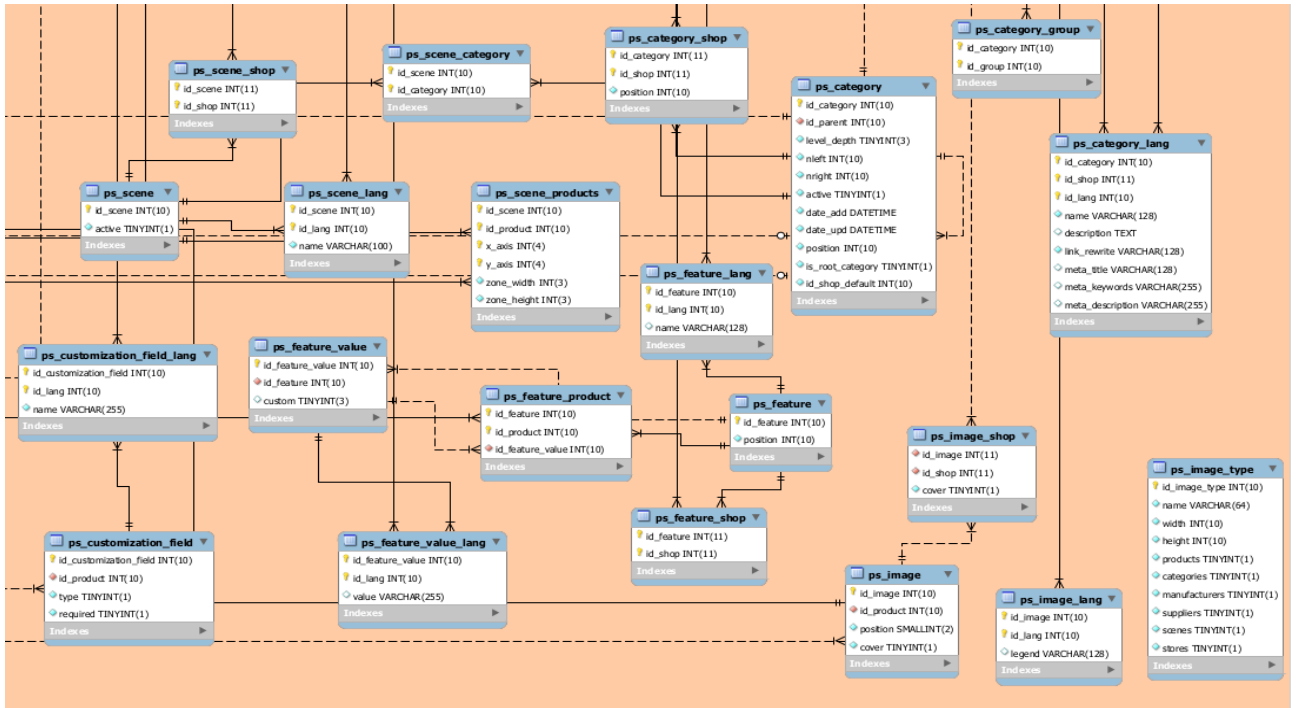 ps_scene_shop
id_scene INT(11)
id_shop INT(11)
Indexes
ps_scene_category
id_scene INT(10)
id_category INT(10)
Indexes
ps_category_shop
id_category INT(11)
id_shop INT(11)
position INT(10)
Indexes
ps_category
id_category INT(10)
id_parent INT(10)
level_depth TINYINT(3)
nleft INT(10)
nright INT(10)
active TINYINT(1)
date_add DATETIME
date_upd DATETIME
position INT(10)
is_root_category TINYINT(1)
id_shop_default INT(10)
Indexes
ps_category_group
id_category INT(10)
id_group INT(10)
Indexes
ps_category_lang
id_category INT(10)
id_shop INT(11)
id_lang INT(10)
name VARCHAR(128)
description TEXT
link_rewrite VARCHAR(128)
meta_title VARCHAR(128)
meta_keywords VARCHAR(255)
meta_description VARCHAR(255)
Indexes
ps_scene
id_scene INT(10)
active TINYINT(1)
Indexes
ps_scene_lang
id_scene INT(10)
id_lang INT(10)
name VARCHAR(100)
Indexes
ps_scene_products
id_scene INT(10)
id_product INT(10)
x_axis INT(4)
y_axis INT(4)
zone_width INT(3)
zone_height INT(3)
Indexes
ps_feature_lang
id_feature INT(10)
id_lang INT(10)
name VARCHAR(128)
Indexes
ps_customization_field_lang
id_customization_field INT(10)
id_lang INT(10)
name VARCHAR(255)
Indexes
ps_feature_value
id_feature_value INT(10)
id_feature INT(10)
custom TINYINT(3)
Indexes
ps_feature_product
id_feature INT(10)
id_product INT(10)
id_feature_value INT(10)
Indexes
ps_feature
id_feature INT(10)
position INT(10)
Indexes
ps_image_shop
id_image INT(11)
id_shop INT(11)
cover TINYINT(1)
Indexes
ps_image_type
id_image_type INT(10)
name VARCHAR(64)
width INT(10)
height INT(10)
products TINYINT(1)
categories TINYINT(1)
manufacturers TINYINT(1)
suppliers TINYINT(1)
scenes TINYINT(1)
stores TINYINT(1)
Indexes
ps_customization_field
id_customization_field INT(10)
id_product INT(10)
type TINYINT(1)
required TINYINT(1)
Indexes
ps_feature_value_lang
id_feature_value INT(10)
id_lang INT(10)
value VARCHAR(255)
Indexes
ps_feature_shop
id_feature INT(11)
id_shop INT(11)
Indexes
ps_image
id_image INT(10)
id_product INT(10)
position SMALLINT(2)
cover TINYINT(1)
Indexes
ps_image_lang
id_image INT(10)
id_lang INT(10)
legend VARCHAR(128)
Indexes